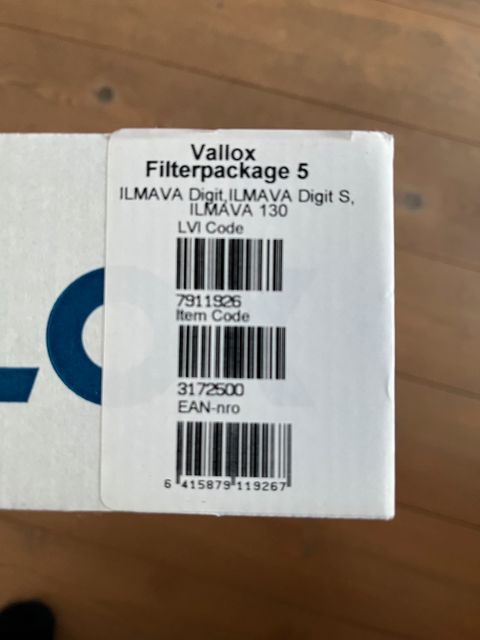 Vallox
Filterpackage 5
ILMAVA Digit,ILMAVA Digit S,
ILMAVA 130
LVI Code
7911926
Item Code
3172500
EAN-nro
6 415879 119267
LOX